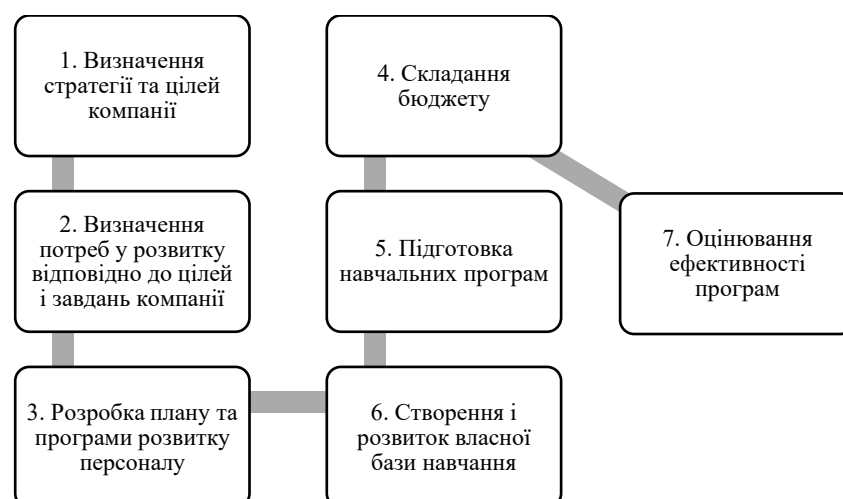 1. Визначення
стратегії та цілей
компанії
2. Визначення
потреб у розвитку
відповідно до цілей
і завдань компанії
3. Розробка плану та
програми розвитку
персоналу
4. Складання
бюджету
5. Підготовка
навчальних програм
6. Створення і
розвиток власної
бази навчання
7. Оцінювання
ефективності
програм